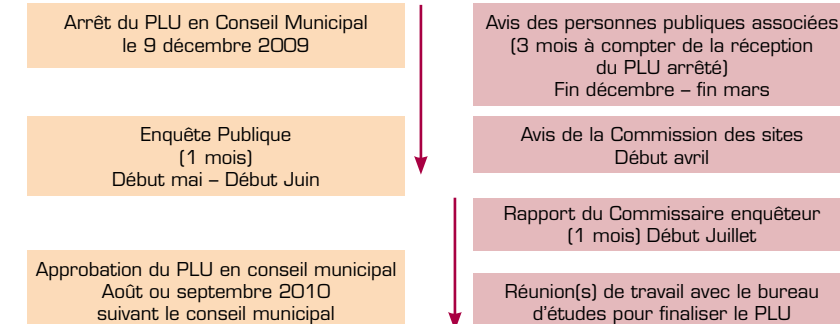 Arrêt du PLU en Conseil Municipal
le 9 décembre 2009
Avis des personnes publiques associées
(3 mois à compter de la réception
du PLU arrêté)
Fin décembre – fin mars
Enquête Publique
(1 mois)
Début mai – Début Juin
Avis de la Commission des sites
Début avril
Rapport du Commissaire enquêteur
(1 mois) Début Juillet
Approbation du PLU en conseil municipal
Août ou septembre 2010
suivant le conseil municipal
Réunion(s) de travail avec le bureau
d'études pour finaliser le PLU